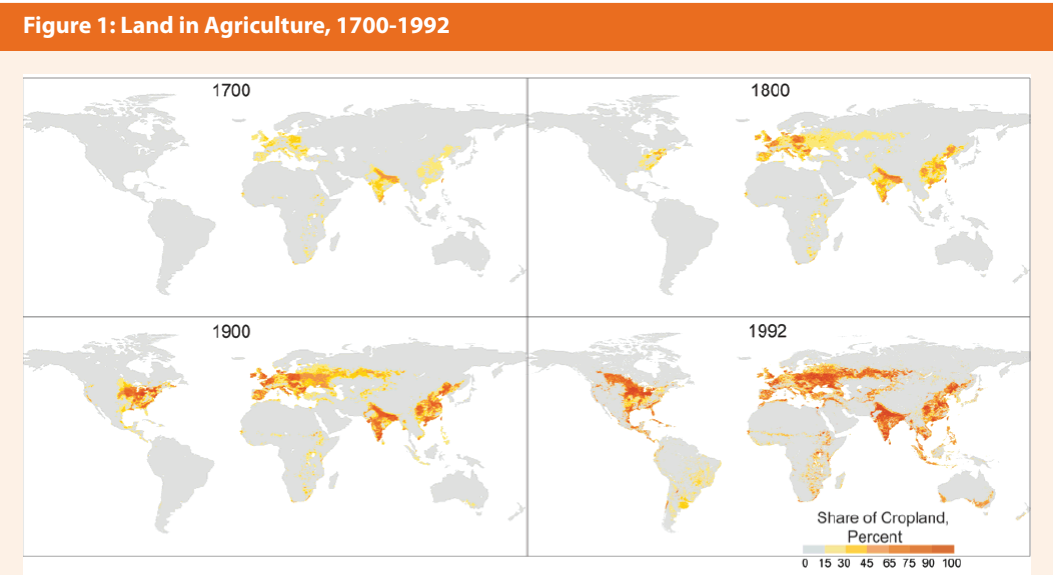 Figure 1: Land in Agriculture, 1700-1992
1700
1800
1900
1992
Share of Cropland,
Percent
0 15 30 45 65 75 90 100